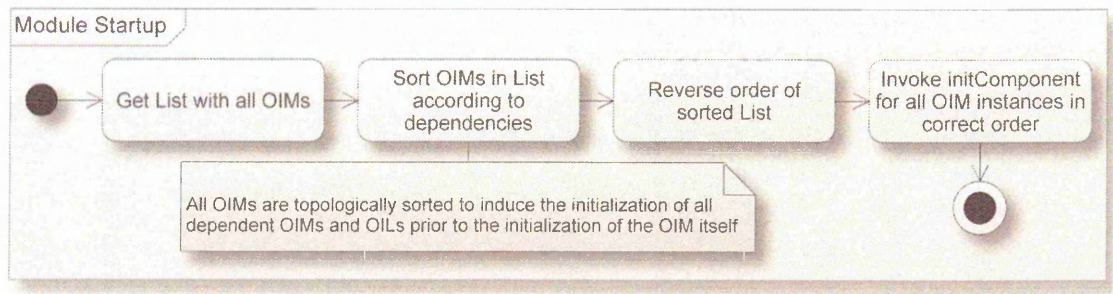 Module Startup
Get List with all OIMs
Sort OIMs in List
according to
dependencies
Reverse order of
sorted List
Invoke initComponent
for all OIM instances in
correct order
All OIMs are topologically sorted to induce the initialization of all
dependent OIMs and OILs prior to the initialization of the OIM itself